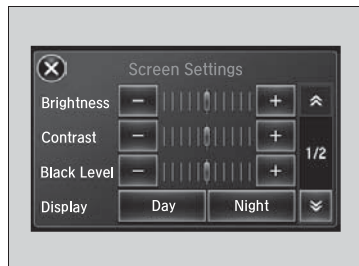 Screen Settings
Brightness − +
Contrast − +
1/2
Black Level − +
Display Day Night